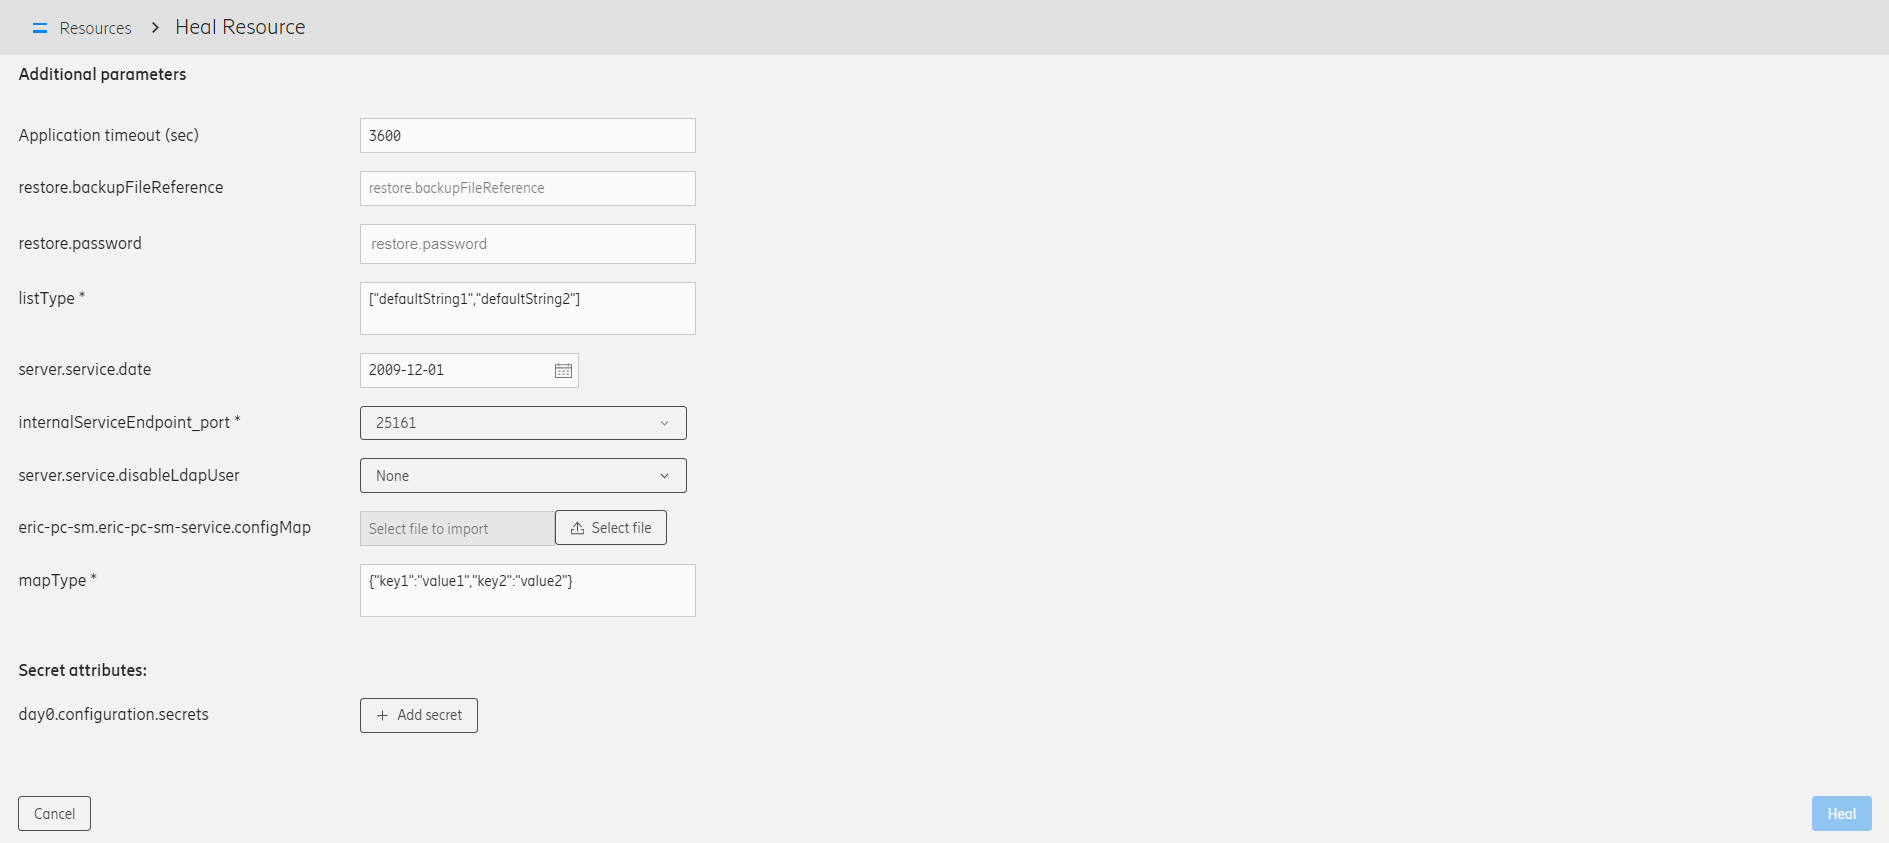 Resources > Heal Resource
Additional parameters
Application timeout (sec) 3600
restore.backupFileReference restore.backupFileReference
restore.password restore.password
listType * ["defaultString1","defaultString2"]
server.service.date 2009-12-01
internalServiceEndpoint_port * 25161
server.service.disableLdapUser None
eric-pc-sm.eric-pc-sm-service.configMap Select file to import Select file
mapType * {"key1":"value1","key2":"value2"}
Secret attributes:
day0.configuration.secrets + Add secret
Cancel Heal